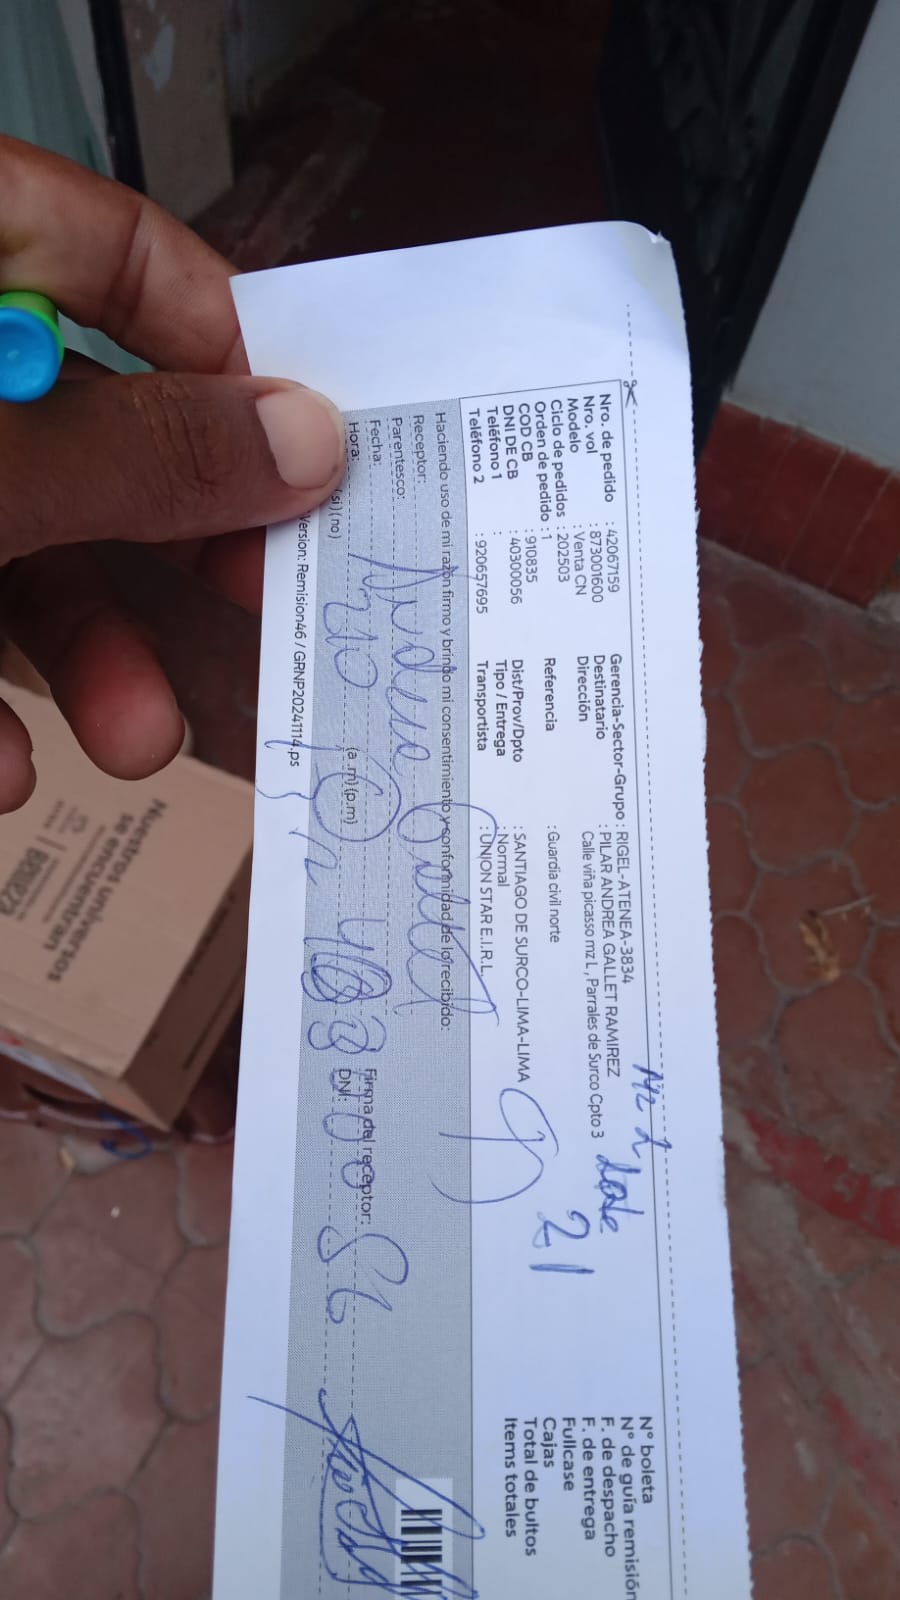 Nro. de pedido : 42067159
Nro. vol : 873001600
Modelo : Venta CN
Ciclo de pedidos : 202503
Orden de pedido : 1
COD CB : 910835
DNI DE CB : 40300056
Teléfono 1 :
Teléfono 2 : 920657695
Gerencia-Sector-Grupo : RIGEL-ATENEA-3834
Destinatario : PILAR ANDREA GALLET RAMIREZ
Dirección Calle viña picasso mz L , Parrales de Surco Cpto 3
Referencia : Guardia civil norte
Dist/Prov/Dpto : SANTIAGO DE SURCO-LIMA-LIMA
Tipo / Entrega : Normal
Transportista : UNION STAR E.I.R.L.
Mz L Lote
21
N° boleta
N° de guía remisión
F. de despacho
F. de entrega
Fullcase
Cajas
Total de bultos
Items totales
Haciendo uso de mi razón firmo y brindo mi consentimiento y conformidad de lo recibido:
Receptor:
Parentesco:
Fecha:
Hora: (a .m)(p.m)
Firma del receptor:
DNI:
(si)(no)
Version: Remision46 / GRNP20241114.ps
Nuestros universos
se encuentran